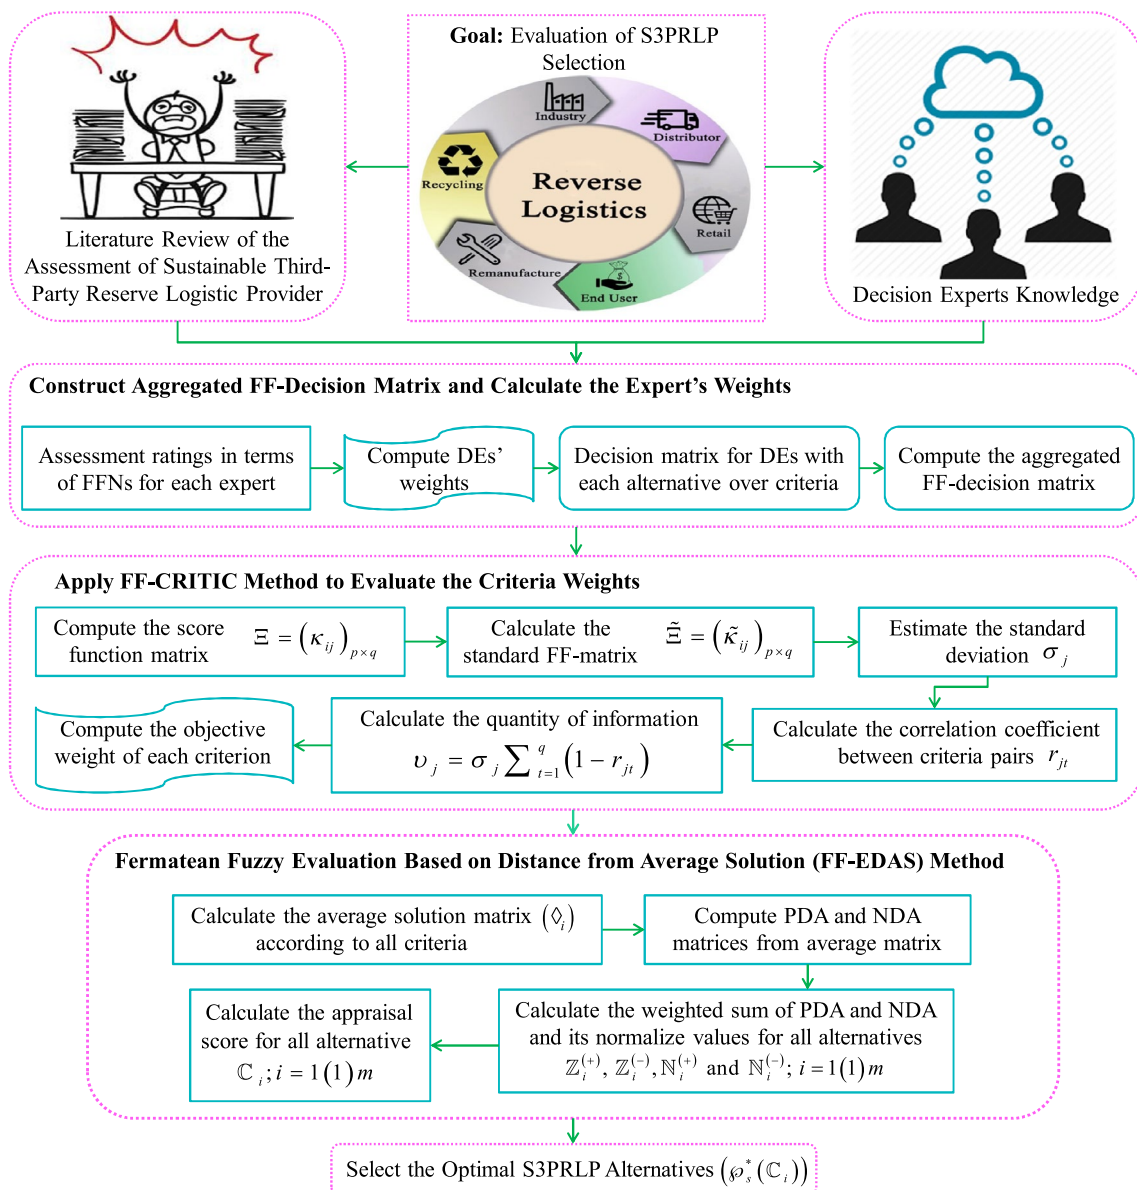 Goal: Evaluation of S3PRLP
Selection
Industry
Distributor
Recycling
Reverse
Logistics
Retail
Remanufacture
End User
Literature Review of the
Assessment of Sustainable Third-
Party Reserve Logistic Provider
Decision Experts Knowledge
Construct Aggregated FF-Decision Matrix and Calculate the Expert's Weights
Assessment ratings in terms
of FFNs for each expert
Compute DEs'
weights
Decision matrix for DEs with
each alternative over criteria
Compute the aggregated
FF-decision matrix
Apply FF-CRITIC Method to Evaluate the Criteria Weights
Compute the score
function matrix Ξ = (κ_{ij})_{p×q}
Calculate the
standard FF-matrix Ξ̃ = (κ̃_{ij})_{p×q}
Estimate the standard
deviation σ_j
Calculate the correlation coefficient
between criteria pairs r_{jt}
Calculate the quantity of information
υ_j = σ_j ∑_{t=1}^{q} (1 − r_{jt})
Compute the objective
weight of each criterion
Fermatean Fuzzy Evaluation Based on Distance from Average Solution (FF-EDAS) Method
Calculate the average solution matrix (◊_i)
according to all criteria
Compute PDA and NDA
matrices from average matrix
Calculate the weighted sum of PDA and NDA
and its normalize values for all alternatives
ℤ_i^{(+)}, ℤ_i^{(−)}, ℕ_i^{(+)} and ℕ_i^{(−)}; i = 1(1)m
Calculate the appraisal
score for all alternative
ℂ_i; i = 1(1)m
Select the Optimal S3PRLP Alternatives (℘_s^*(ℂ_i))